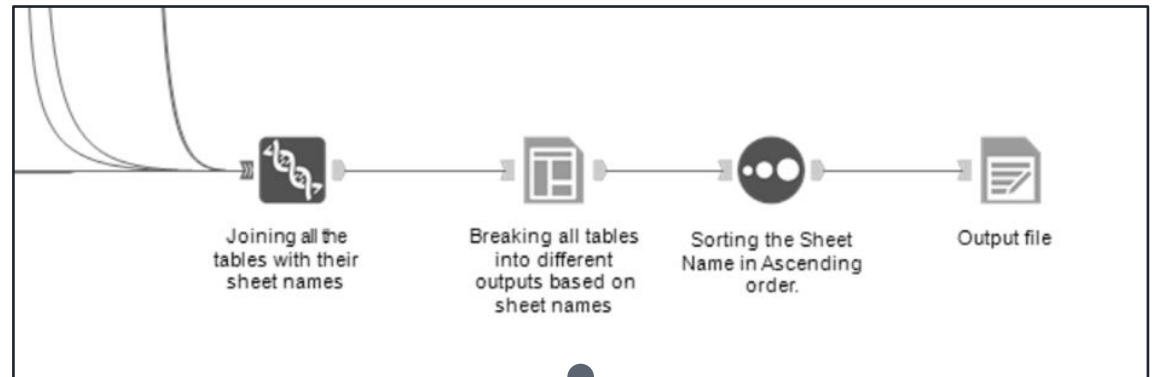 Joining all the
tables with their
sheet names
Breaking all tables
into different
outputs based on
sheet names
Sorting the Sheet
Name in Ascending
order.
Output file